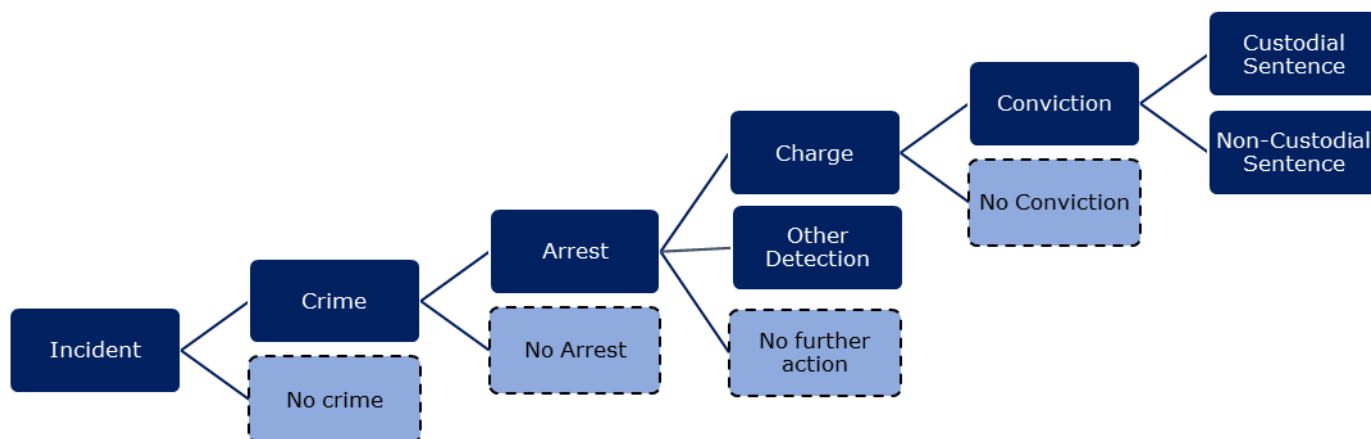 Incident
Crime
No crime
Arrest
No Arrest
Charge
Other
Detection
No further
action
Conviction
No Conviction
Custodial
Sentence
Non-Custodial
Sentence